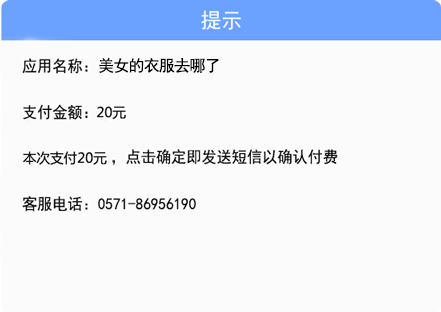 提示
应用名称：美女的衣服去哪了
支付金额：20元
本次支付20元，点击确定即发送短信以确认付费
客服电话：0571-86956190